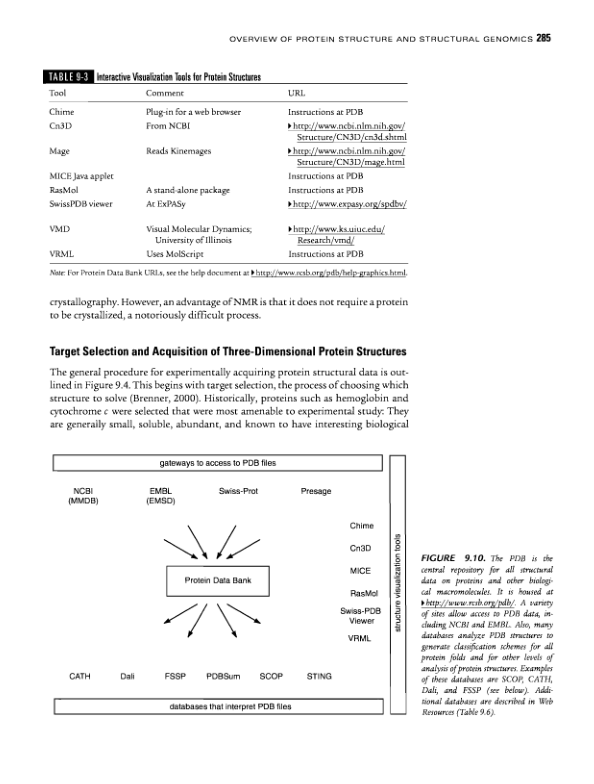 OVERVIEW OF PROTEIN STRUCTURE AND STRUCTURAL GENOMICS 285
TABLE 9-3 Interactive Visualization Tools for Protein Structures
Tool Comment URL
Chime Plug-in for a web browser Instructions at PDB
Cn3D From NCBI http://www.ncbi.nlm.nih.gov/
Structure/CN3D/cn3d.shtml
Mage Reads Kinemages http://www.ncbi.nlm.nih.gov/
Structure/CN3D/mage.html
MICE Java applet Instructions at PDB
RasMol A stand-alone package Instructions at PDB
SwissPDB viewer At ExPASy http://www.expasy.org/spdbv/
VMD Visual Molecular Dynamics; http://www.ks.uiuc.edu/
University of Illinois Research/vmd/
VRML Uses MolScript Instructions at PDB
Note: For Protein Data Bank URLs, see the help document at http://www.rcsb.org/pdb/help-graphics.html.
crystallography. However, an advantage of NMR is that it does not require a protein
to be crystallized, a notoriously difficult process.
Target Selection and Acquisition of Three-Dimensional Protein Structures
The general procedure for experimentally acquiring protein structural data is out-
lined in Figure 9.4. This begins with target selection, the process of choosing which
structure to solve (Brenner, 2000). Historically, proteins such as hemoglobin and
cytochrome c were selected that were most amenable to experimental study: They
are generally small, soluble, abundant, and known to have interesting biological
gateways to access to PDB files
NCBI EMBL Swiss-Prot Presage
(MMDB) (EMSD)
Chime
Cn3D
MICE
Protein Data Bank
RasMol
Swiss-PDB
Viewer
VRML
structure visualization tools
CATH Dali FSSP PDBSum SCOP STING
databases that interpret PDB files
FIGURE 9.10. The PDB is the
central repository for all structural
data on proteins and other biologi-
cal macromolecules. It is housed at
http://www.rcsb.org/pdb/. A variety
of sites allow access to PDB data, in-
cluding NCBI and EMBL. Also, many
databases analyze PDB structures to
generate classification schemes for all
protein folds and for other levels of
analysis of protein structures. Examples
of these databases are SCOP, CATH,
Dali, and FSSP (see below). Addi-
tional databases are described in Web
Resources (Table 9.6).